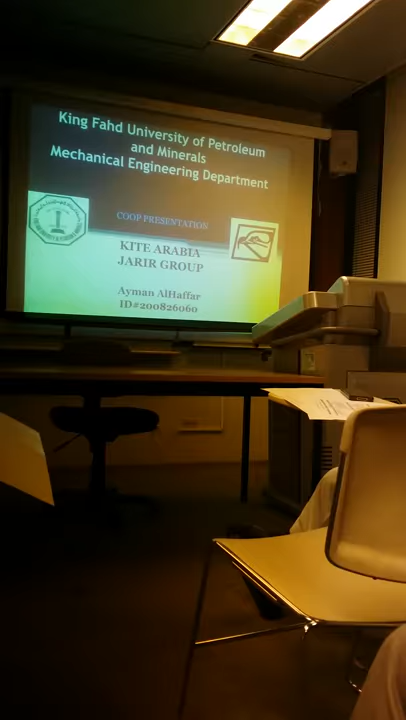 King Fahd University of Petroleum
and Minerals
Mechanical Engineering Department
COOP PRESENTATION
KITE ARABIA
JARIR GROUP
Ayman AlHaffar
ID#200826060